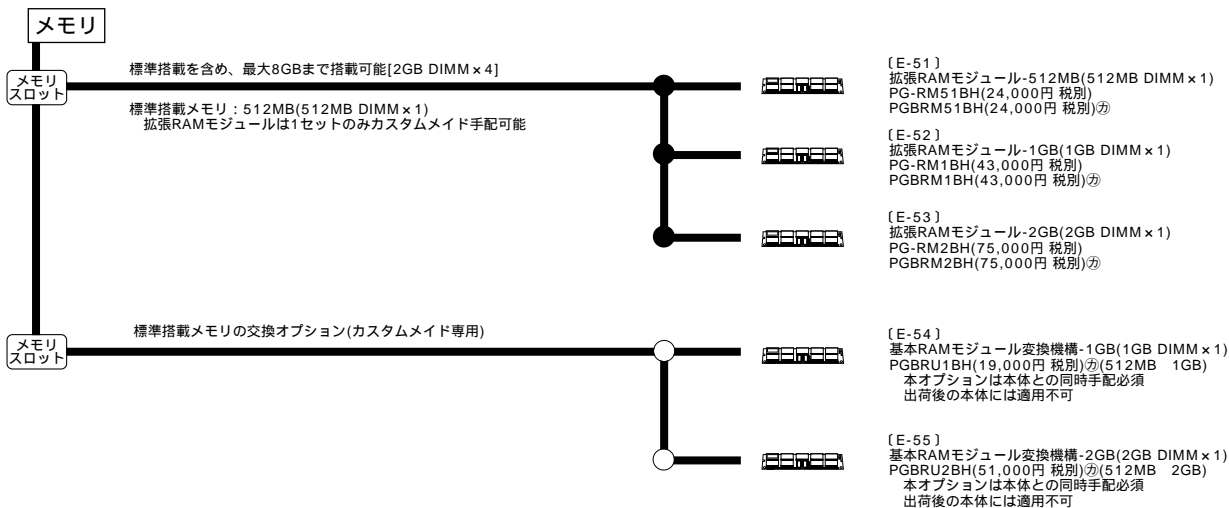 メモリ
メモリ
スロット
標準搭載を含め、最大8GBまで搭載可能[2GB DIMM×4]
標準搭載メモリ：512MB(512MB DIMM×1)
拡張RAMモジュールは1セットのみカスタムメイド手配可能
〔E-51〕
拡張RAMモジュール-512MB(512MB DIMM×1)
PG-RM51BH(24,000円 税別)
PGBRM51BH(24,000円 税別)㋕
〔E-52〕
拡張RAMモジュール-1GB(1GB DIMM×1)
PG-RM1BH(43,000円 税別)
PGBRM1BH(43,000円 税別)㋕
〔E-53〕
拡張RAMモジュール-2GB(2GB DIMM×1)
PG-RM2BH(75,000円 税別)
PGBRM2BH(75,000円 税別)㋕
メモリ
スロット
標準搭載メモリの交換オプション(カスタムメイド専用)
〔E-54〕
基本RAMモジュール変換機構-1GB(1GB DIMM×1)
PGBRU1BH(19,000円 税別)㋕(512MB　1GB)
本オプションは本体との同時手配必須
出荷後の本体には適用不可
〔E-55〕
基本RAMモジュール変換機構-2GB(2GB DIMM×1)
PGBRU2BH(51,000円 税別)㋕(512MB　2GB)
本オプションは本体との同時手配必須
出荷後の本体には適用不可